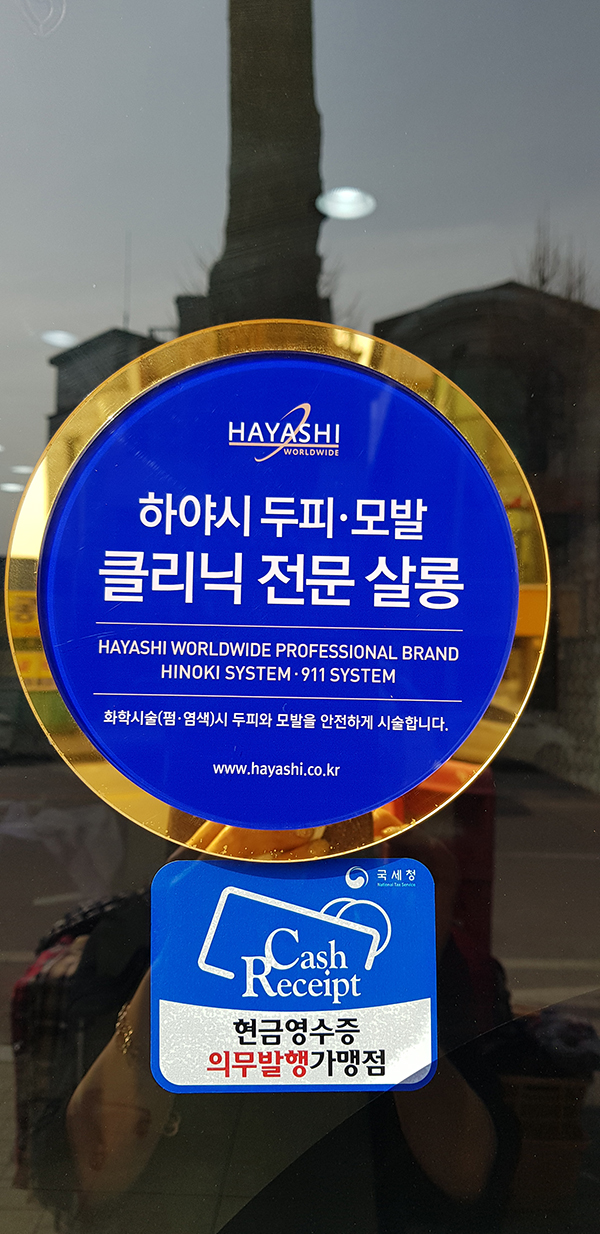 HAYASHI
WORLDWIDE
하야시 두피·모발
클리닉 전문 살롱
HAYASHI WORLDWIDE PROFESSIONAL BRAND
HINOKI SYSTEM · 911 SYSTEM
화학시술(펌·염색)시 두피와 모발을 안전하게 시술합니다.
www.hayashi.co.kr
국세청
National Tax Service
Cash
Receipt
현금영수증
의무발행가맹점